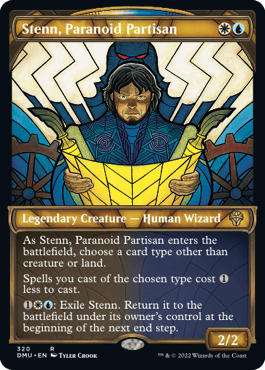 Stenn, Paranoid Partisan
Legendary Creature — Human Wizard
As Stenn, Paranoid Partisan enters the
battlefield, choose a card type other than
creature or land.
Spells you cast of the chosen type cost 1
less to cast.
1: Exile Stenn. Return it to the
battlefield under its owner's control at the
beginning of the next end step.
2/2
320 R
DMU • EN TYLER CROOK
™ & © 2022 Wizards of the Coast